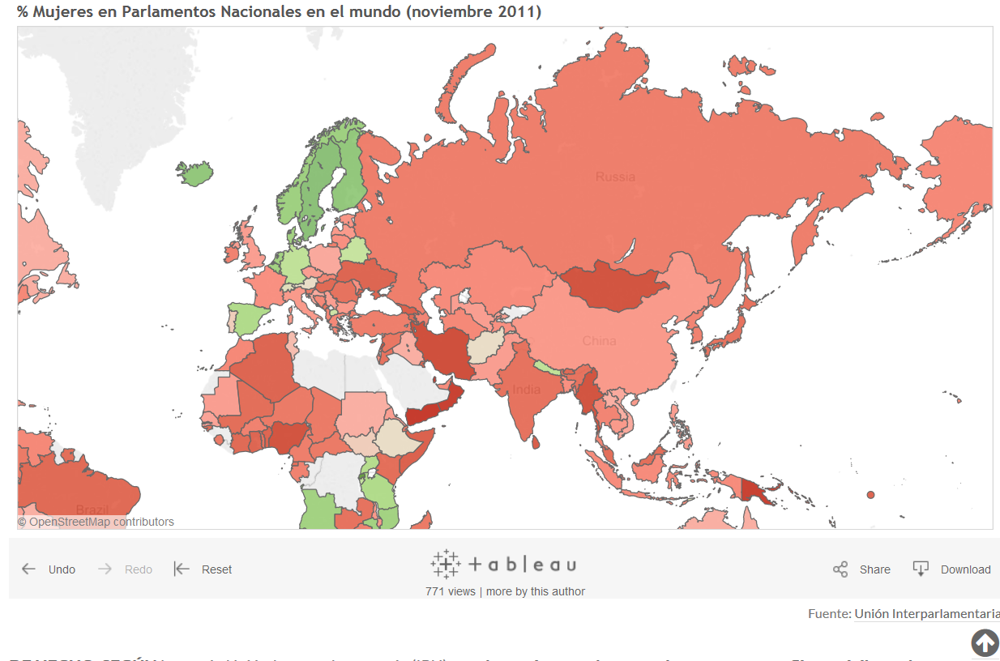 % Mujeres en Parlamentos Nacionales en el mundo (noviembre 2011)
Russia
China
India
Brazil
© OpenStreetMap contributors
Undo
Redo
Reset
+ a b l e a u
Share
Download
771 views | more by this author
Fuente: Unión Interparlamentaria